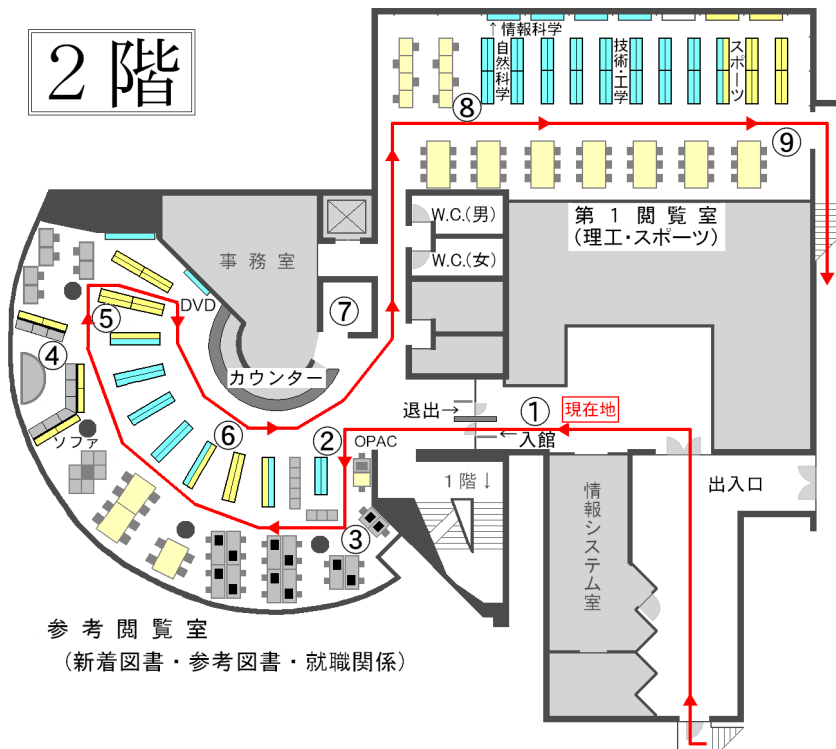 2階
↑情報科学
自然科学
技術・工学
スポーツ
⑧
⑨
第1閲覧室
(理工・スポーツ)
W.C.(男)
W.C.(女)
事務室
DVD
⑦
⑤
④
カウンター
ソファ
⑥
②
OPAC
退出→
①
現在地
←入館
1階↓
出入口
③
情報システム室
参考閲覧室
(新着図書・参考図書・就職関係)